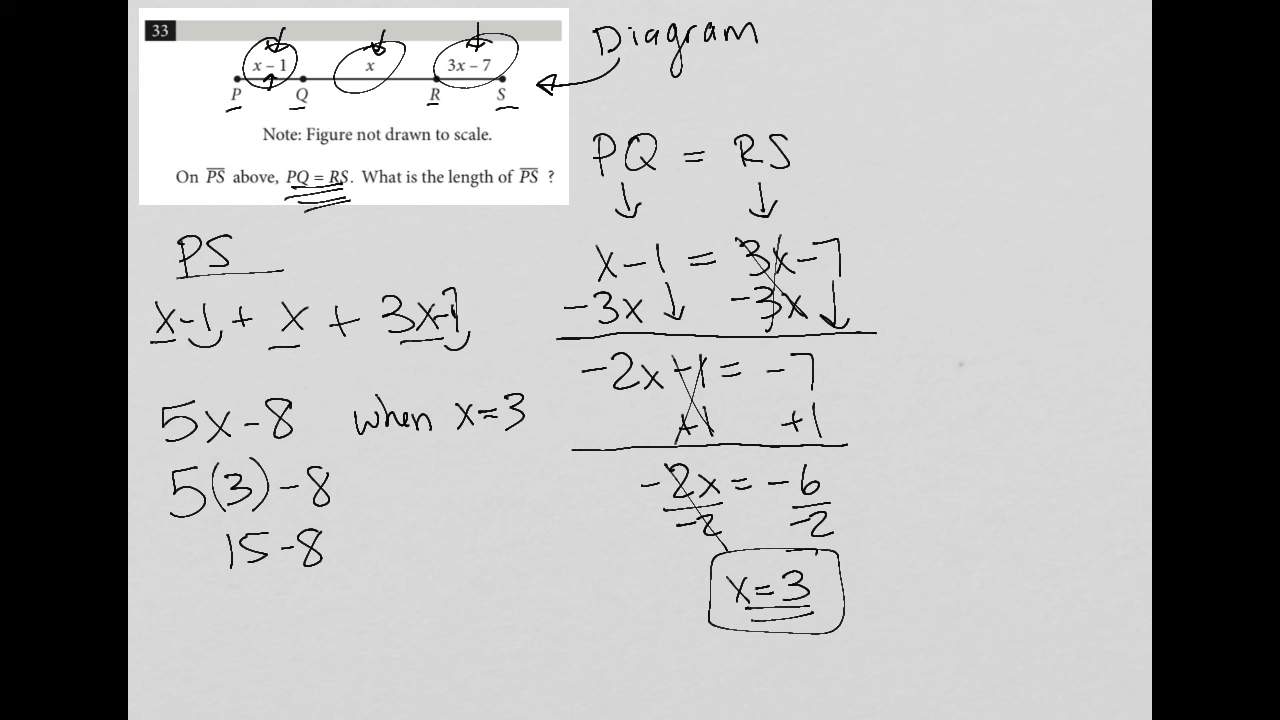 33
x – 1 x 3x – 7
P Q R S
Note: Figure not drawn to scale.
On PS above, PQ = RS. What is the length of PS ?
Diagram
PS
x-1 + x + 3x-7
5x-8 when x=3
5(3)-8
15-8
PQ = RS
x-1 = 3x-7
-3x -3x
-2x -1 = -7
+1 +1
-2x = -6
-2 -2
x=3